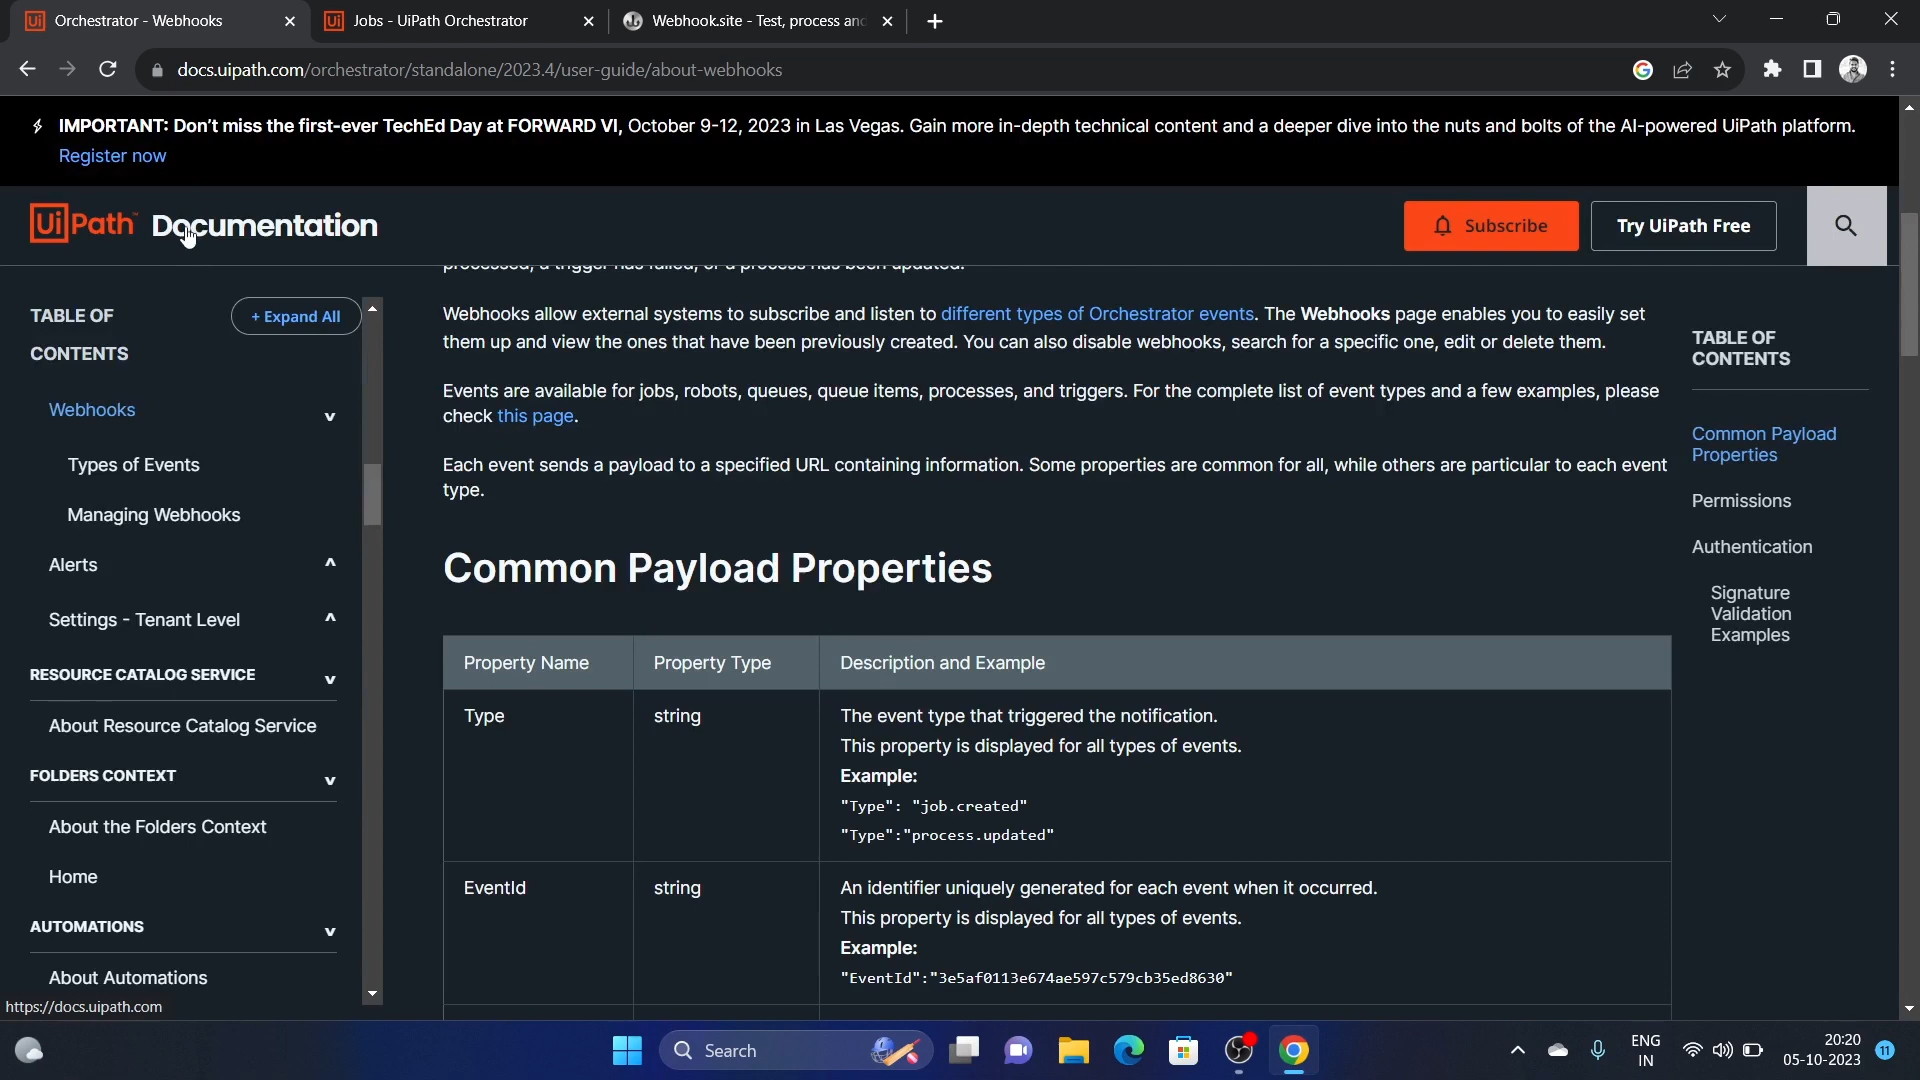 Orchestrator - Webhooks
Jobs - UiPath Orchestrator
Webhook.site - Test, process and
docs.uipath.com/orchestrator/standalone/2023.4/user-guide/about-webhooks
IMPORTANT: Don't miss the first-ever TechEd Day at FORWARD VI, October 9-12, 2023 in Las Vegas. Gain more in-depth technical content and a deeper dive into the nuts and bolts of the AI-powered UiPath platform.
Register now
UiPath™ Documentation
Subscribe
Try UiPath Free
TABLE OF
CONTENTS
+ Expand All
Webhooks
Types of Events
Managing Webhooks
Alerts
Settings - Tenant Level
RESOURCE CATALOG SERVICE
About Resource Catalog Service
FOLDERS CONTEXT
About the Folders Context
Home
AUTOMATIONS
About Automations
https://docs.uipath.com
processed, a trigger has failed, or a process has been updated.
Webhooks allow external systems to subscribe and listen to different types of Orchestrator events. The Webhooks page enables you to easily set
them up and view the ones that have been previously created. You can also disable webhooks, search for a specific one, edit or delete them.
Events are available for jobs, robots, queues, queue items, processes, and triggers. For the complete list of event types and a few examples, please
check this page.
Each event sends a payload to a specified URL containing information. Some properties are common for all, while others are particular to each event
type.
Common Payload Properties
Property Name
Property Type
Description and Example
Type
string
The event type that triggered the notification.
This property is displayed for all types of events.
Example:
"Type": "job.created"
"Type":"process.updated"
EventId
string
An identifier uniquely generated for each event when it occurred.
This property is displayed for all types of events.
Example:
"EventId":"3e5af0113e674ae597c579cb35ed8630"
TABLE OF
CONTENTS
Common Payload
Properties
Permissions
Authentication
Signature
Validation
Examples
Search
ENG
IN
20:20
05-10-2023
11